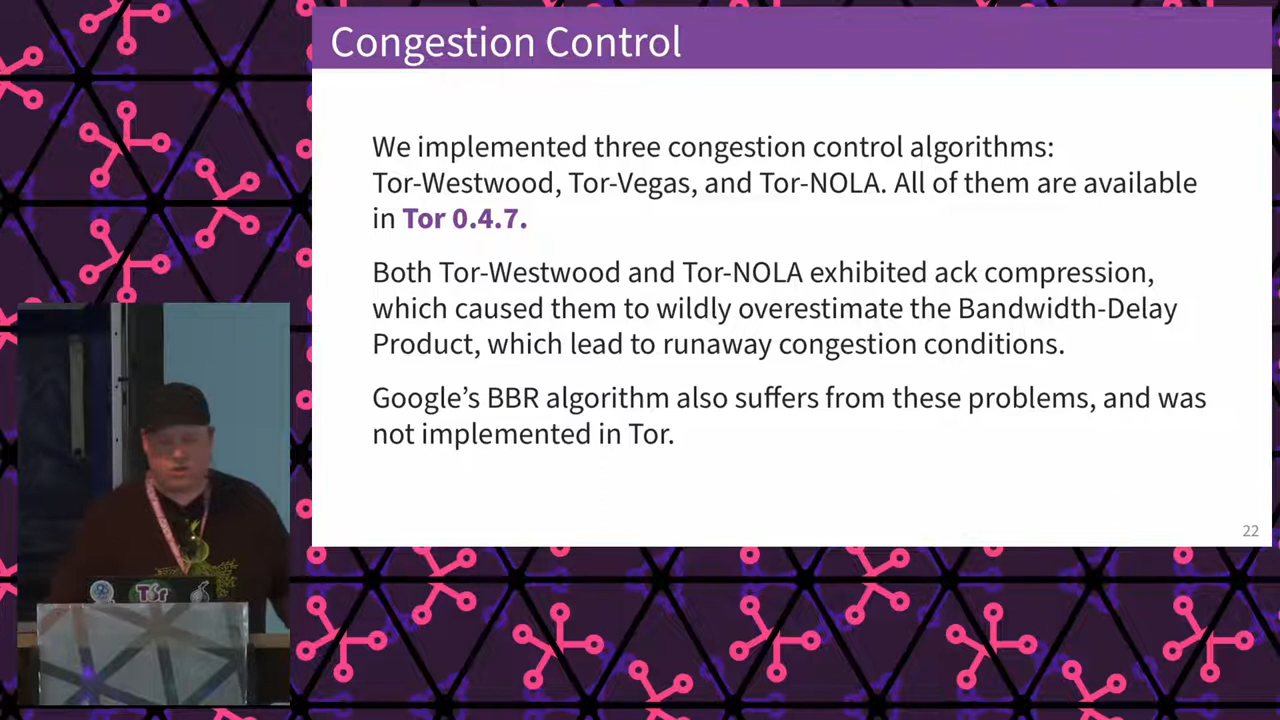 Congestion Control
We implemented three congestion control algorithms:
Tor-Westwood, Tor-Vegas, and Tor-NOLA. All of them are available
in Tor 0.4.7.
Both Tor-Westwood and Tor-NOLA exhibited ack compression,
which caused them to wildly overestimate the Bandwidth-Delay
Product, which lead to runaway congestion conditions.
Google’s BBR algorithm also suffers from these problems, and was
not implemented in Tor.
22
Tor